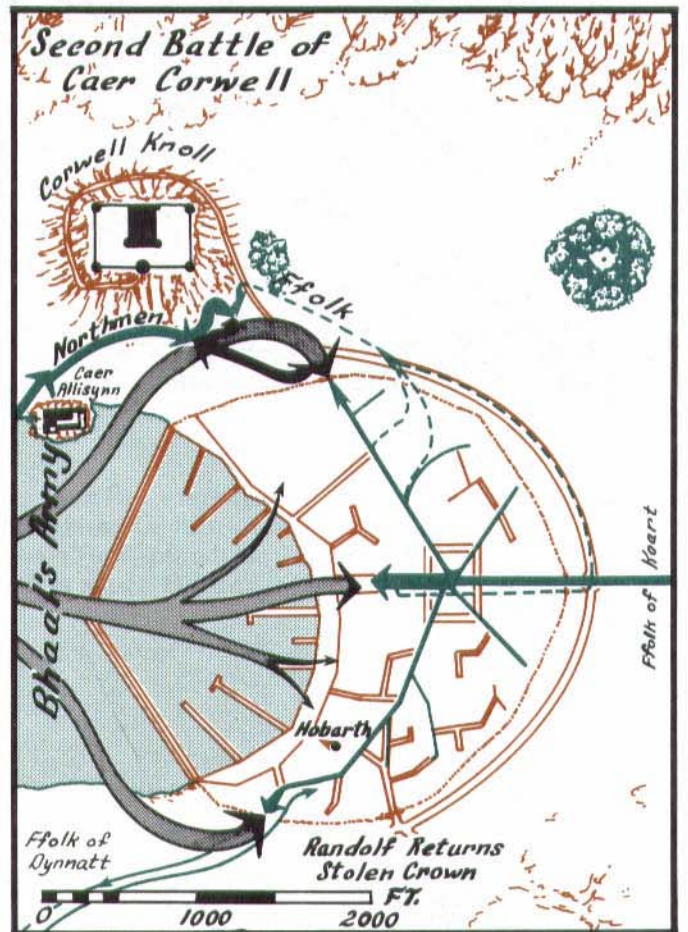 Second Battle of
Caer Corwell
Corwell Knoll
Ffolk
Northmen
Caer
Allisynn
Bhaal's Army
Ffolk of Koart
Hobarth
Ffolk of
Dynnatt
Randolf Returns
Stolen Crown
FT.
0 1000 2000